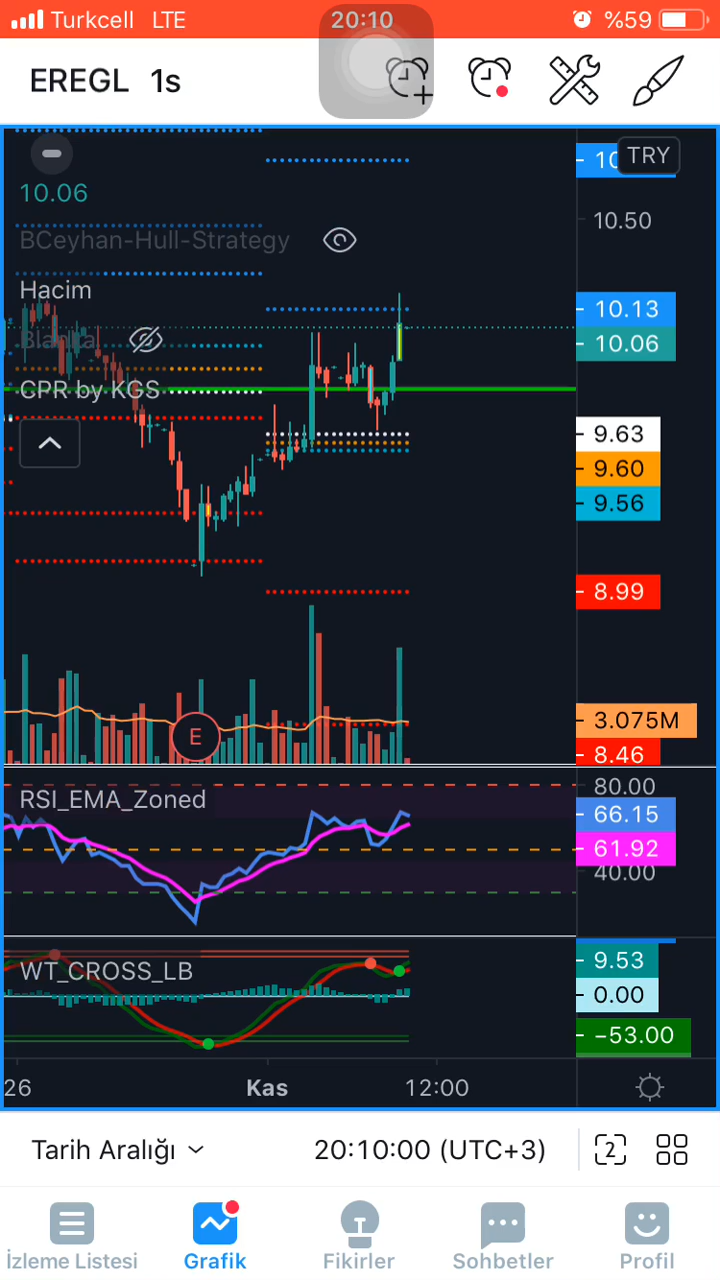 Turkcell LTE 20:10 %59
EREGL 1s
TRY
10.06
10.50
BCeyhan-Hull-Strategy
Hacim
10.13
Blanka
10.06
CPR by KGS
9.63
9.60
9.56
8.99
E
3.075M
8.46
RSI_EMA_Zoned
80.00
66.15
61.92
40.00
WT_CROSS_LB
9.53
0.00
−53.00
26 Kas 12:00
Tarih Aralığı 20:10:00 (UTC+3) 2
İzleme Listesi Grafik Fikirler Sohbetler Profil